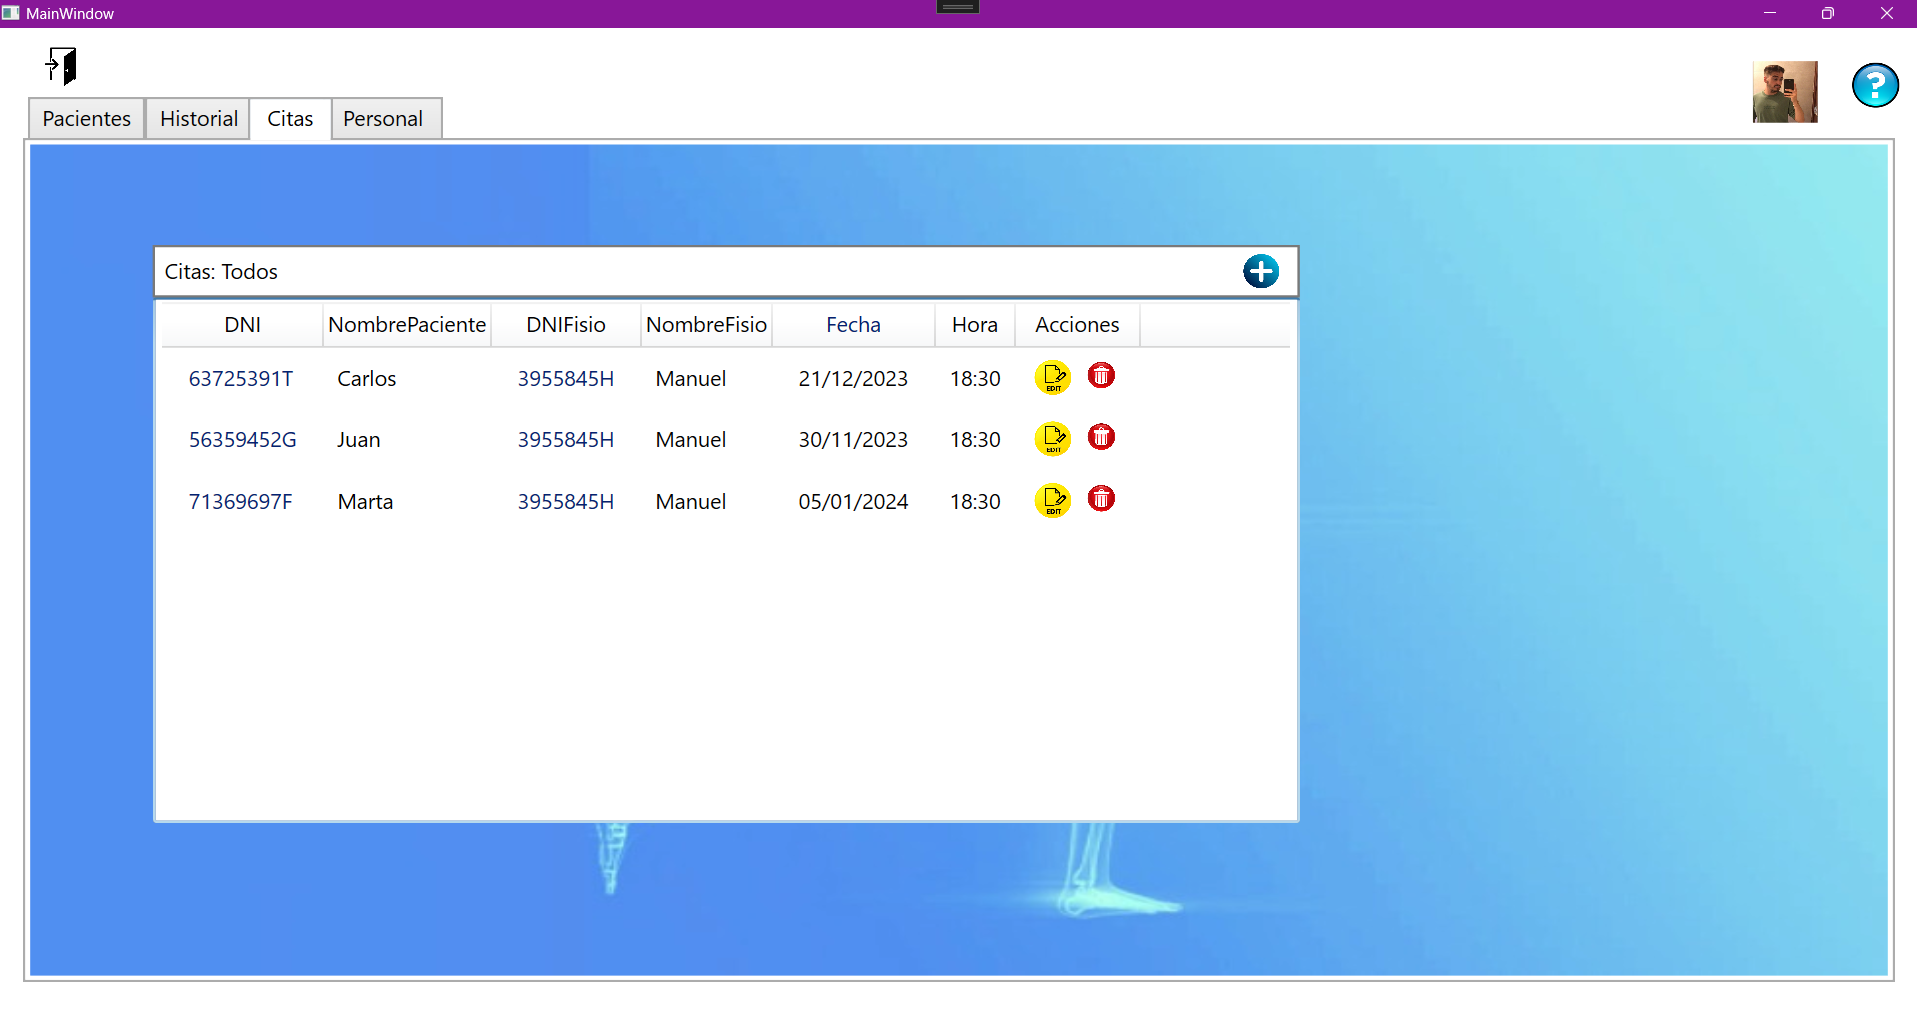 MainWindow
Pacientes Historial Citas Personal
?
Citas: Todos
DNI NombrePaciente DNIFisio NombreFisio Fecha Hora Acciones
63725391T Carlos 3955845H Manuel 21/12/2023 18:30 EDIT
56359452G Juan 3955845H Manuel 30/11/2023 18:30 EDIT
71369697F Marta 3955845H Manuel 05/01/2024 18:30 EDIT